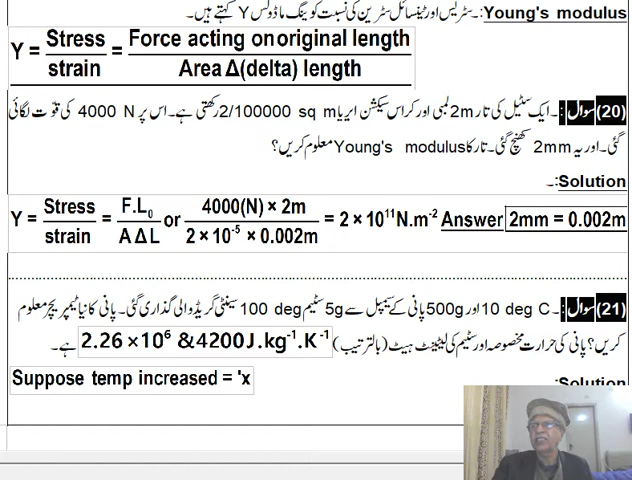 Young's modulus: ۔سٹریس اور ٹینسائل سٹرین کی نسبت کو ینگ ماڈولس Y کہتے ہیں۔
Y = Stress/strain = Force acting on original length / Area Δ(delta) length
(20) سوال: ۔ایک سٹیل کی تار 2m لمبی اور کراس سیکشن ایریا 2/100000 sq m رکھتی ہے۔ اس پر 4000 N کی قوّت لگائی
گئی۔ اور یہ 2mm کھنچ گئی۔ تار کا Young's modulus معلوم کریں؟
Solution:۔
Y = Stress/strain = F.L₀/A Δ L or 4000(N) × 2m / 2 × 10⁻⁵ × 0.002m = 2 × 10¹¹N.m⁻² Answer 2mm = 0.002m
(21) سوال: ۔10 deg C اور 500g پانی کے سیمپل سے 5g سٹیم 100 deg سینٹی گریڈ والی گذاری گئی۔ پانی کا نیا ٹیمپریچر معلوم
کریں؟ پانی کی حرارت مخصوصہ اور سٹیم کی لیٹینٹ ہیٹ (بالترتیب) 2.26 ×10⁶ &4200J.kg⁻¹.K⁻¹ ہے۔
Solution:
Suppose temp increased = 'x